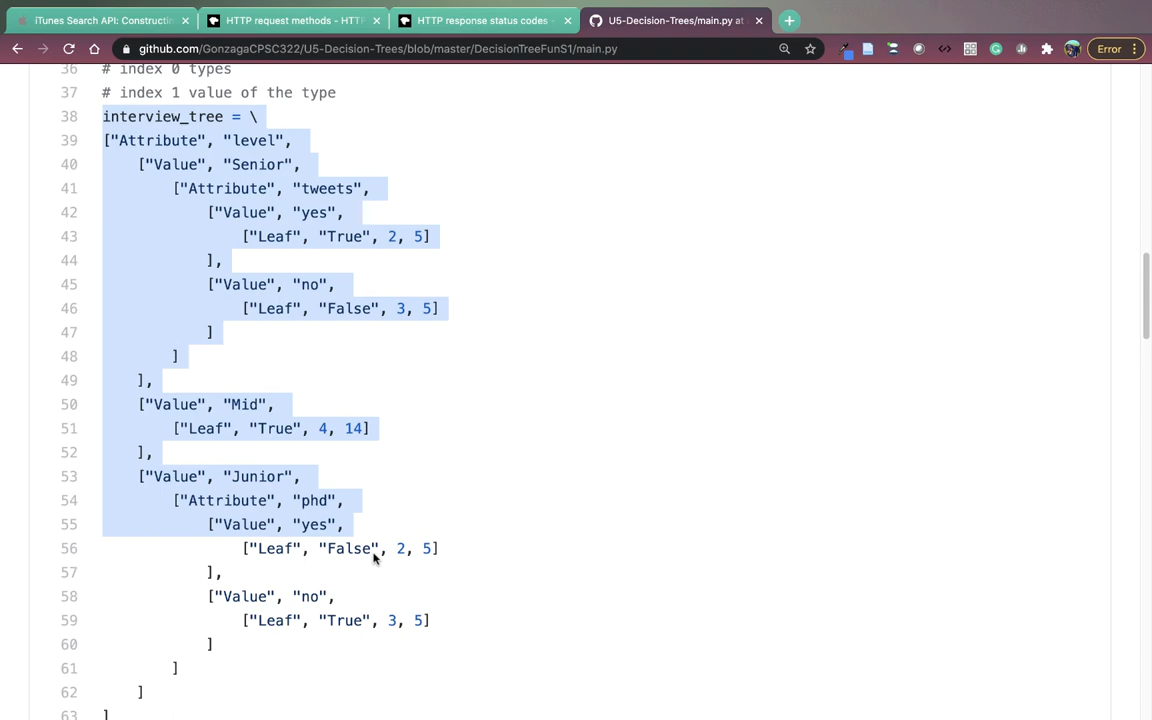 iTunes Search API: Constructin
HTTP request methods - HTTP
HTTP response status codes -
U5-Decision-Trees/main.py at
github.com/GonzagaCPSC322/U5-Decision-Trees/blob/master/DecisionTreeFunS1/main.py
Error
36 # index 0 types
37 # index 1 value of the type
38 interview_tree = \
39 ["Attribute", "level",
40 ["Value", "Senior",
41 ["Attribute", "tweets",
42 ["Value", "yes",
43 ["Leaf", "True", 2, 5]
44 ],
45 ["Value", "no",
46 ["Leaf", "False", 3, 5]
47 ]
48 ]
49 ],
50 ["Value", "Mid",
51 ["Leaf", "True", 4, 14]
52 ],
53 ["Value", "Junior",
54 ["Attribute", "phd",
55 ["Value", "yes",
56 ["Leaf", "False", 2, 5]
57 ],
58 ["Value", "no",
59 ["Leaf", "True", 3, 5]
60 ]
61 ]
62 ]
63 ]